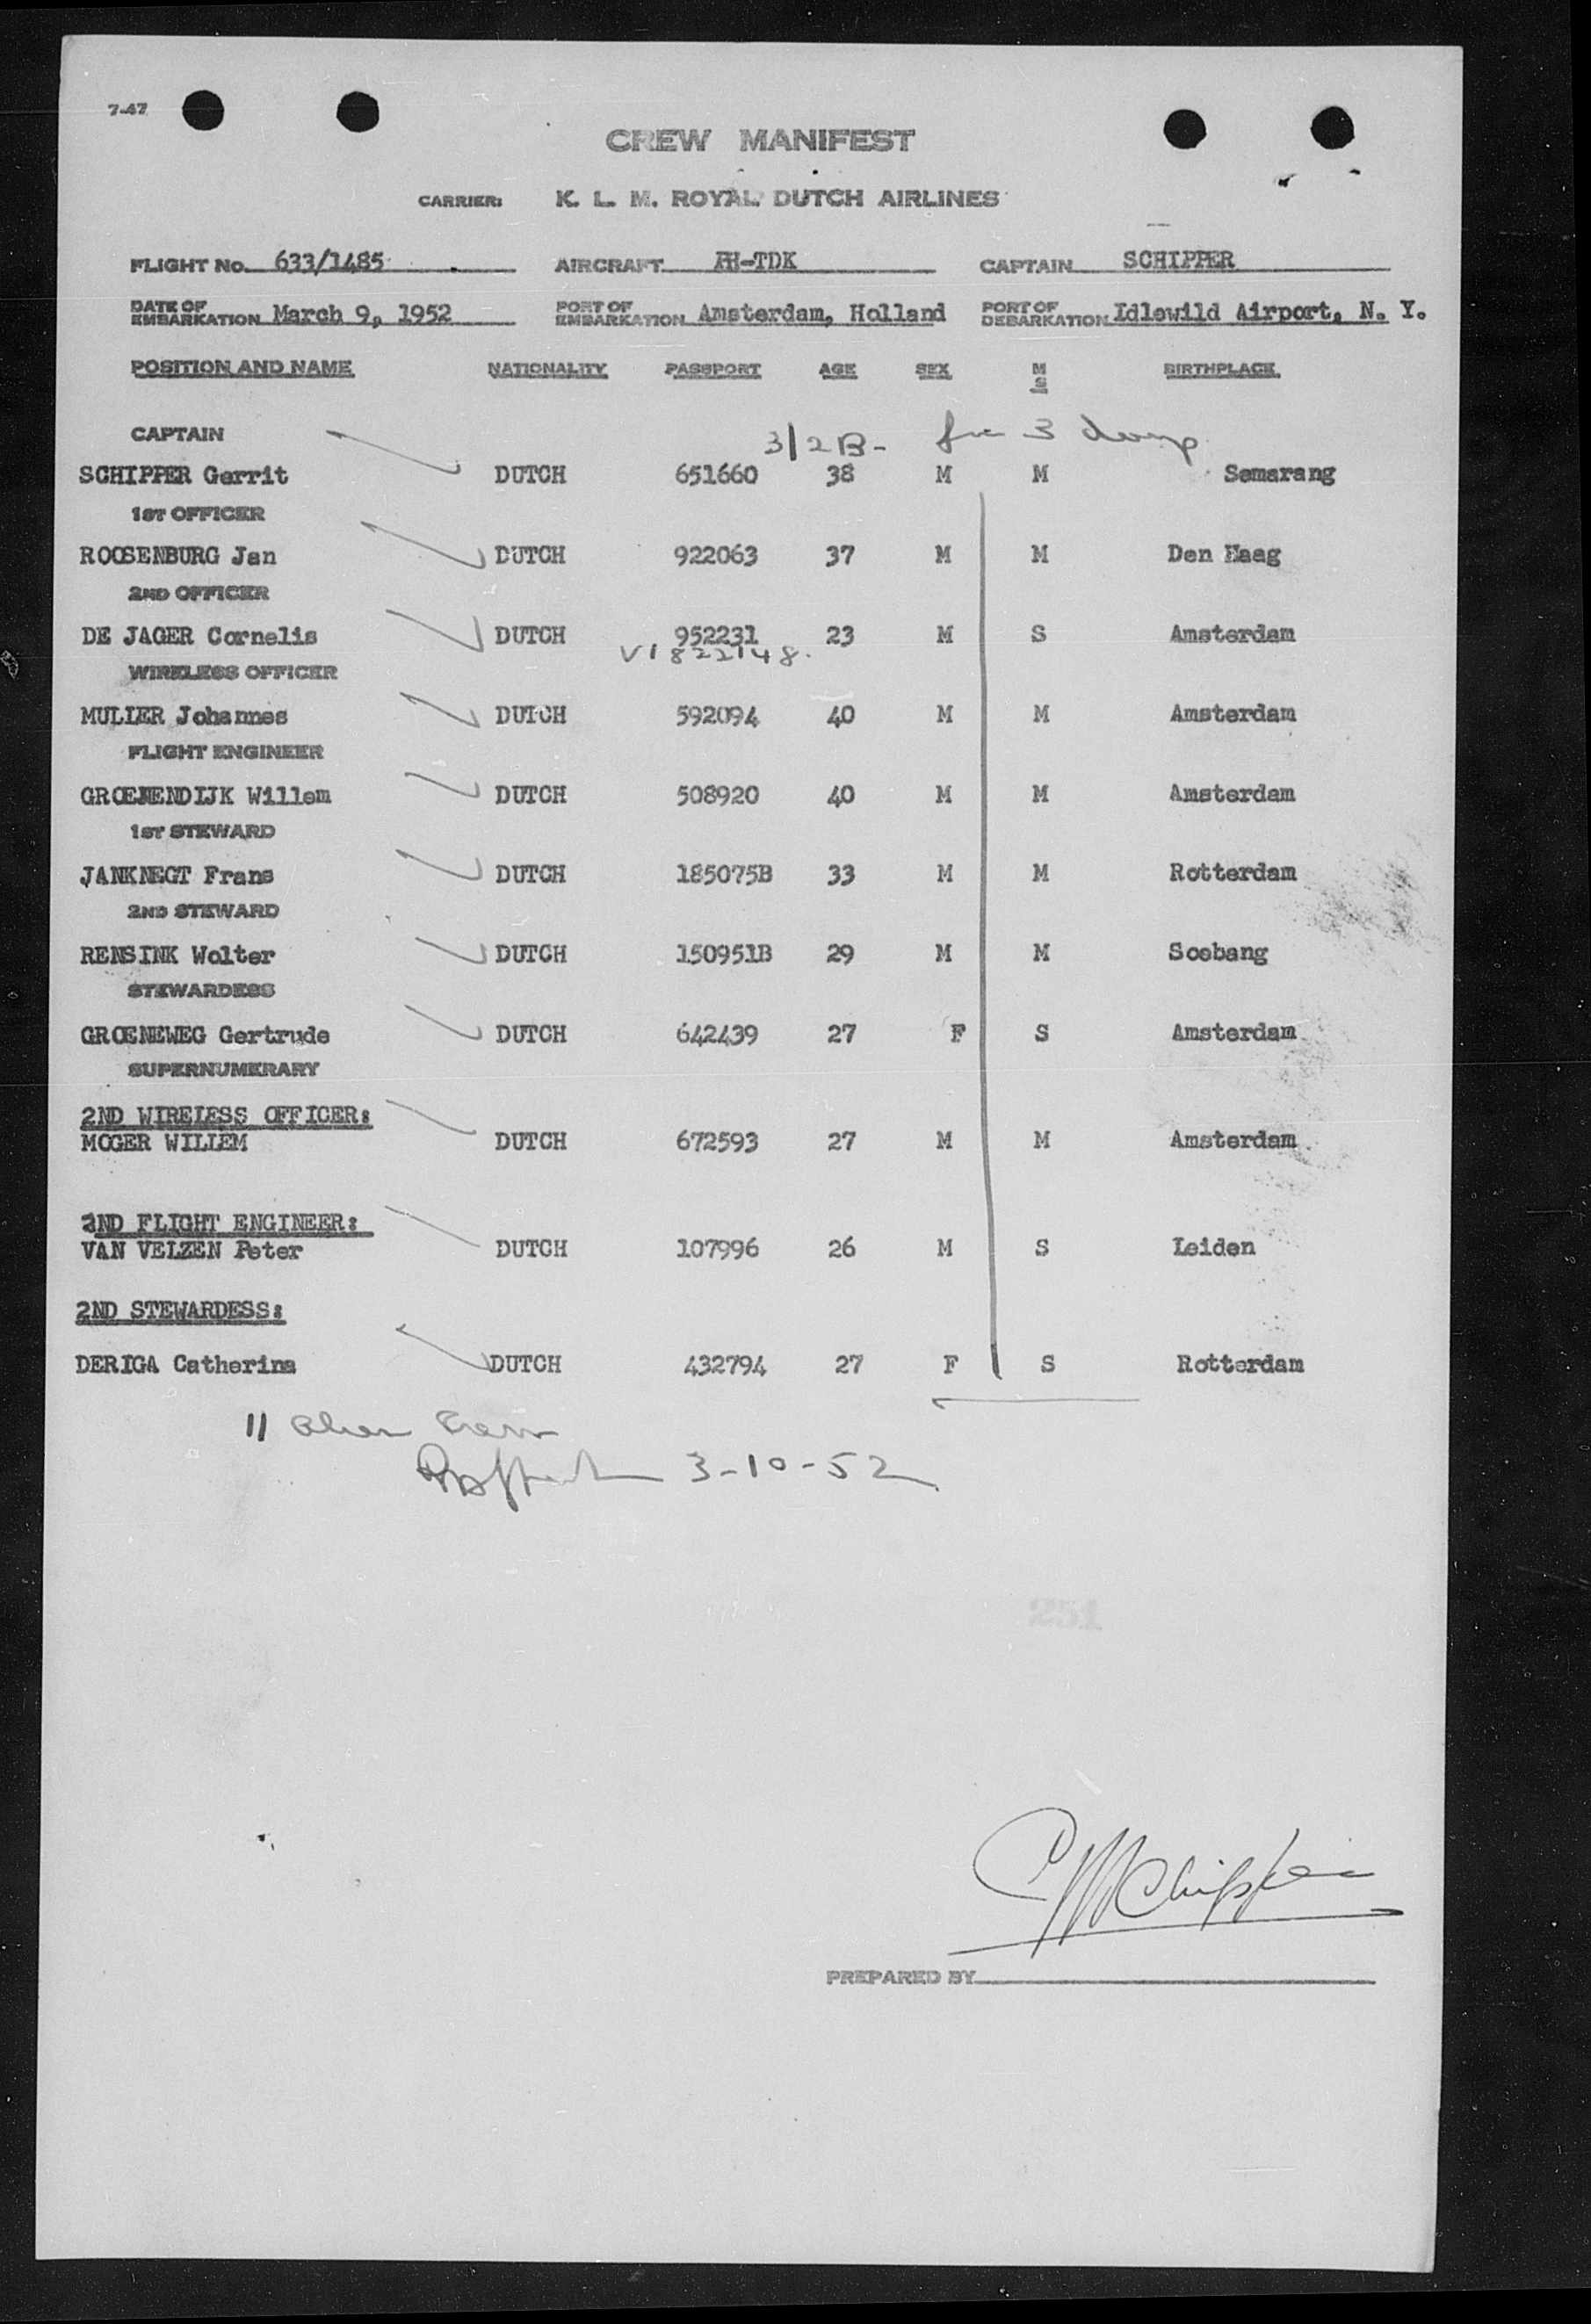 7-47
CREW MANIFEST
CARRIER: K. L. M. ROYAL DUTCH AIRLINES
FLIGHT No. 633/1485 AIRCRAFT PH-TDK CAPTAIN SCHIPPER
DATE OF EMBARKATION March 9, 1952 PORT OF EMBARKATION Amsterdam, Holland PORT OF DEBARKATION Idlewild Airport, N. Y.
POSITION AND NAME NATIONALITY PASSPORT AGE SEX M S BIRTHPLACE
CAPTAIN 3/2B- for 3 days
SCHIPPER Gerrit DUTCH 651660 38 M M Semarang
1ST OFFICER
ROOSENBURG Jan DUTCH 922063 37 M M Den Haag
2ND OFFICER
DE JAGER Cornelis DUTCH 952231 23 M S Amsterdam
V1822148.
WIRELESS OFFICER
MULIER Johannes DUTCH 592094 40 M M Amsterdam
FLIGHT ENGINEER
GROENENDIJK Willem DUTCH 508920 40 M M Amsterdam
1ST STEWARD
JANKNEGT Frans DUTCH 185075B 33 M M Rotterdam
2ND STEWARD
RENSINK Wolter DUTCH 150951B 29 M M Soebang
STEWARDESS
GROENEWEG Gertrude DUTCH 642439 27 F S Amsterdam
SUPERNUMERARY
2ND WIRELESS OFFICER:
MOGER WILLEM DUTCH 672593 27 M M Amsterdam
2ND FLIGHT ENGINEER:
VAN VELZEN Peter DUTCH 107996 26 M S Leiden
2ND STEWARDESS:
DERIGA Catherina DUTCH 432794 27 F S Rotterdam
11 alien crew
3-10-52
251
PREPARED BY